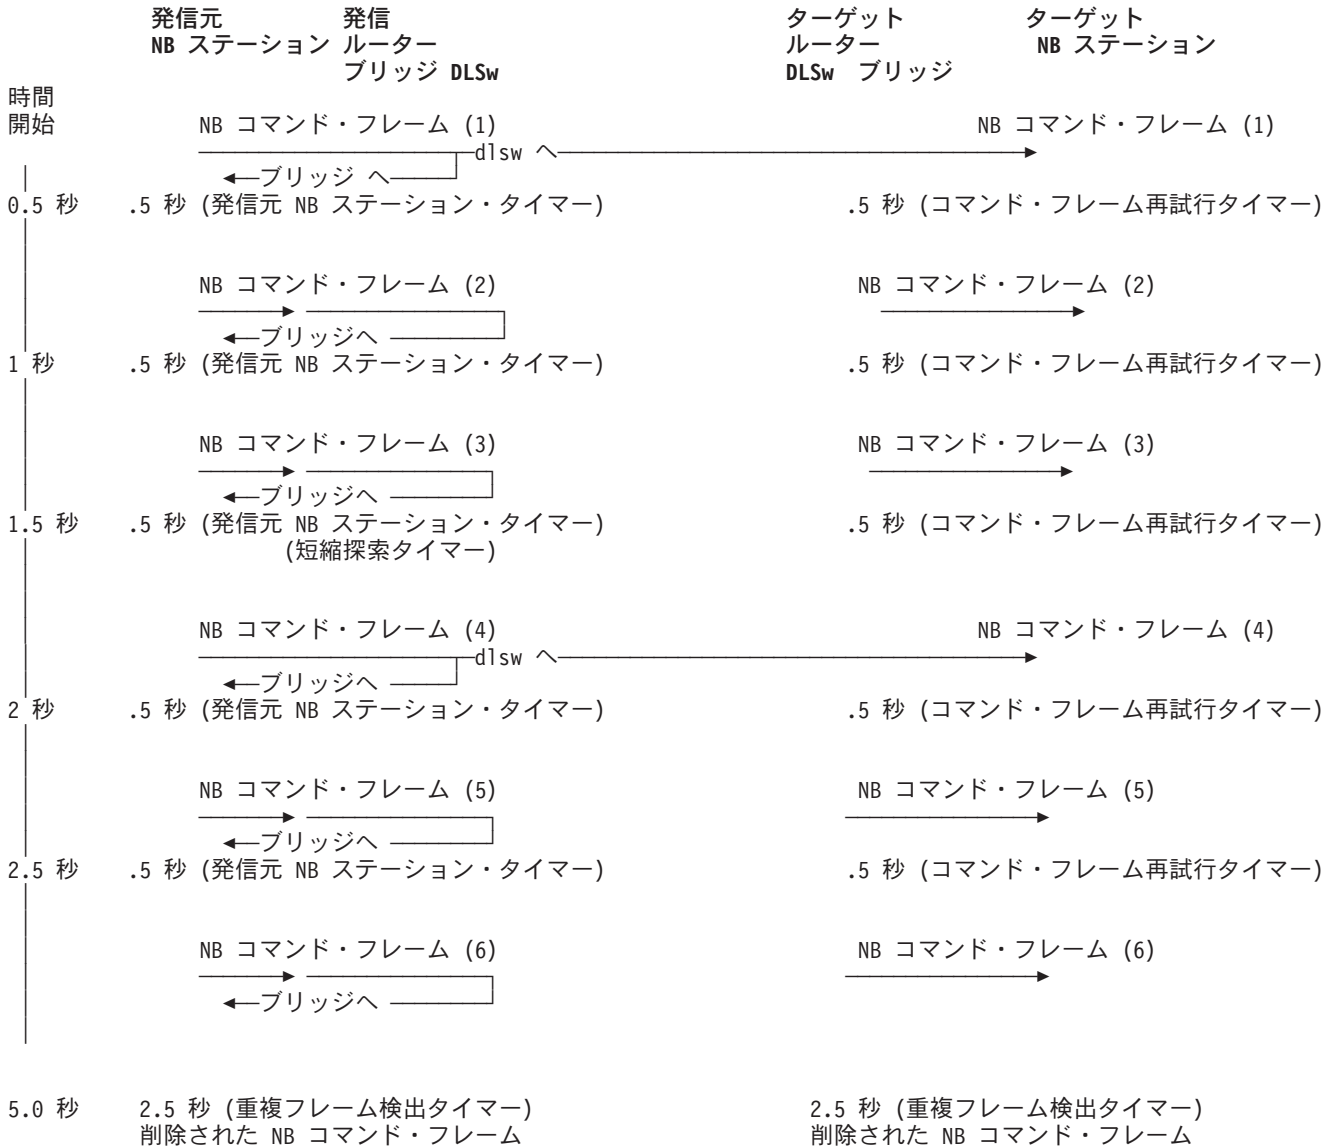 発信元 発信 ターゲット ターゲット
NB ステーション ルーター ルーター NB ステーション
ブリッジ DLSw DLSw ブリッジ
時間
開始 NB コマンド・フレーム (1) NB コマンド・フレーム (1)
dlsw へ
ブリッジ へ
0.5 秒 .5 秒 (発信元 NB ステーション・タイマー) .5 秒 (コマンド・フレーム再試行タイマー)
NB コマンド・フレーム (2) NB コマンド・フレーム (2)
ブリッジへ
1 秒 .5 秒 (発信元 NB ステーション・タイマー) .5 秒 (コマンド・フレーム再試行タイマー)
NB コマンド・フレーム (3) NB コマンド・フレーム (3)
ブリッジへ
1.5 秒 .5 秒 (発信元 NB ステーション・タイマー) .5 秒 (コマンド・フレーム再試行タイマー)
(短縮探索タイマー)
NB コマンド・フレーム (4) NB コマンド・フレーム (4)
dlsw へ
ブリッジへ
2 秒 .5 秒 (発信元 NB ステーション・タイマー) .5 秒 (コマンド・フレーム再試行タイマー)
NB コマンド・フレーム (5) NB コマンド・フレーム (5)
ブリッジへ
2.5 秒 .5 秒 (発信元 NB ステーション・タイマー) .5 秒 (コマンド・フレーム再試行タイマー)
NB コマンド・フレーム (6) NB コマンド・フレーム (6)
ブリッジへ
5.0 秒 2.5 秒 (重複フレーム検出タイマー) 2.5 秒 (重複フレーム検出タイマー)
削除された NB コマンド・フレーム 削除された NB コマンド・フレーム